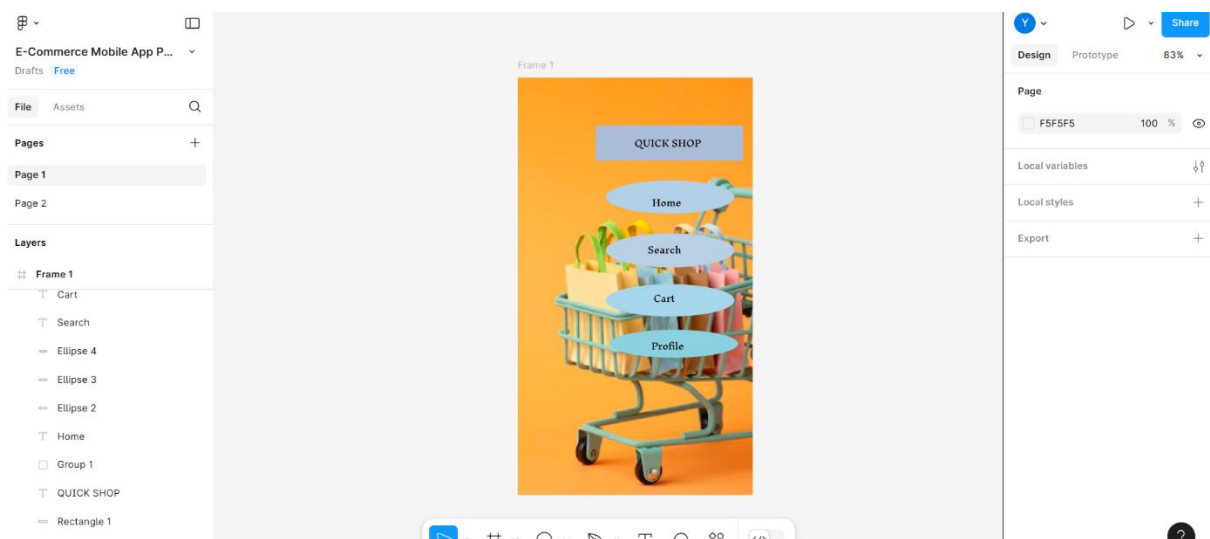 E-Commerce Mobile App P...
Drafts Free
File Assets
Pages
Page 1
Page 2
Layers
Frame 1
Cart
Search
Ellipse 4
Ellipse 3
Ellipse 2
Home
Group 1
QUICK SHOP
Rectangle 1
Frame 1
QUICK SHOP
Home
Search
Cart
Profile
Y Share
Design Prototype 83%
Page
F5F5F5 100 %
Local variables
Local styles
Export
?